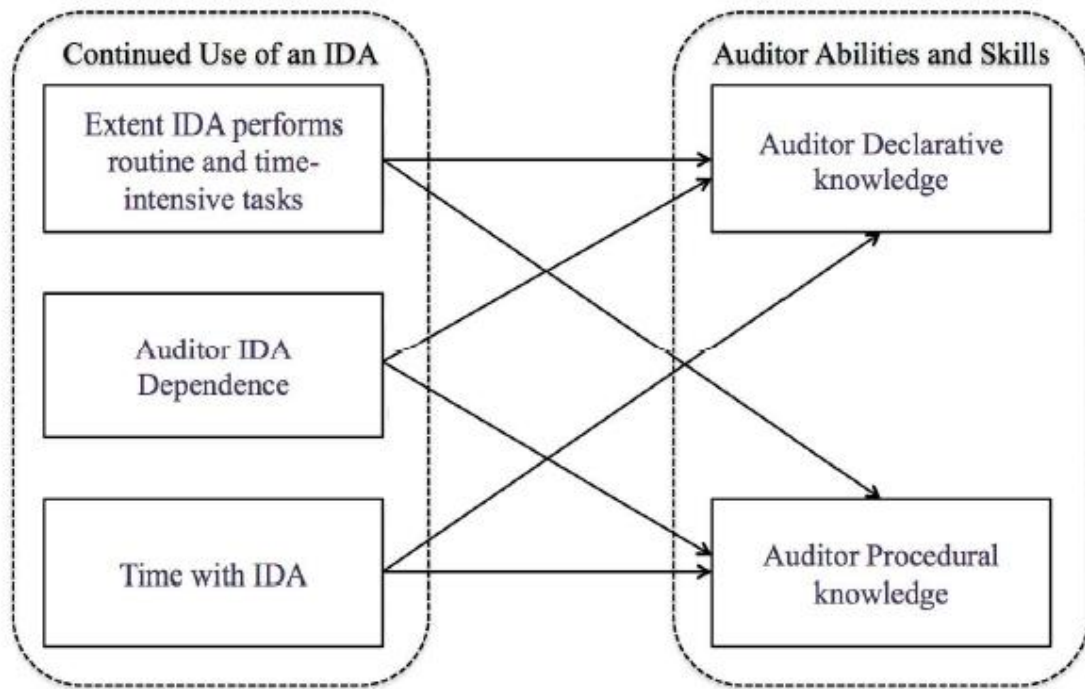 Continued Use of an IDA
Extent IDA performs
routine and time-
intensive tasks
Auditor IDA
Dependence
Time with IDA
Auditor Abilities and Skills
Auditor Declarative
knowledge
Auditor Procedural
knowledge